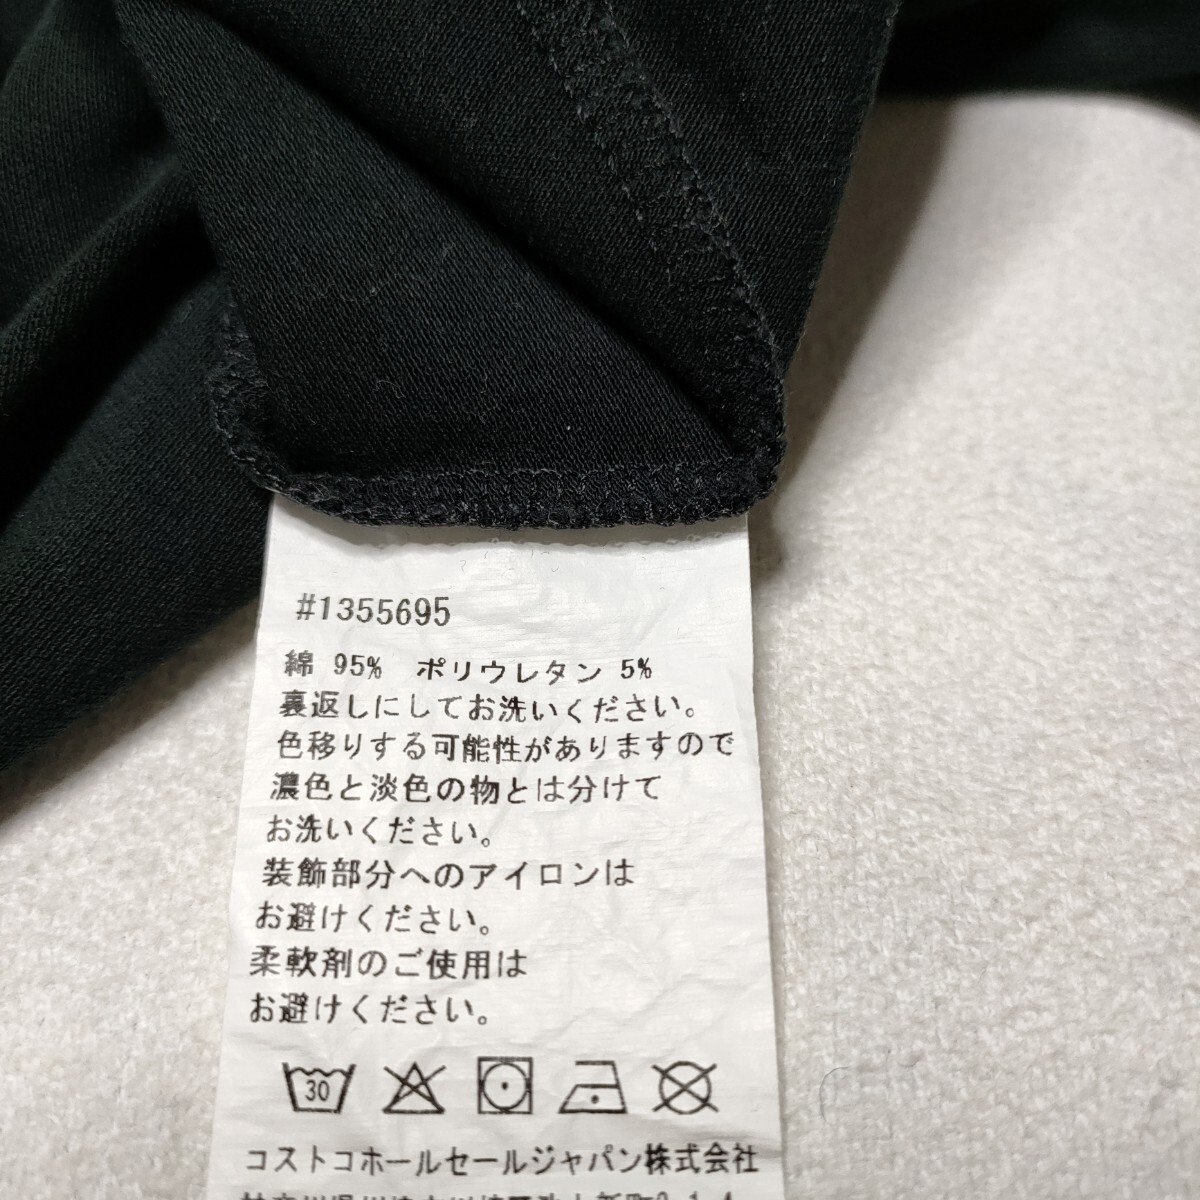 #1355695
綿 95% ポリウレタン 5%
裏返しにしてお洗いください。
色移りする可能性がありますので
濃色と淡色の物とは分けて
お洗いください。
装飾部分へのアイロンは
お避けください。
柔軟剤のご使用は
お避けください。
30
コストコホールセールジャパン株式会社